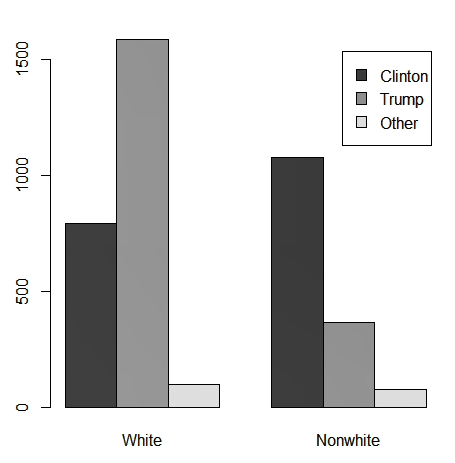 1500
1000
500
0
Clinton
Trump
Other
White Nonwhite